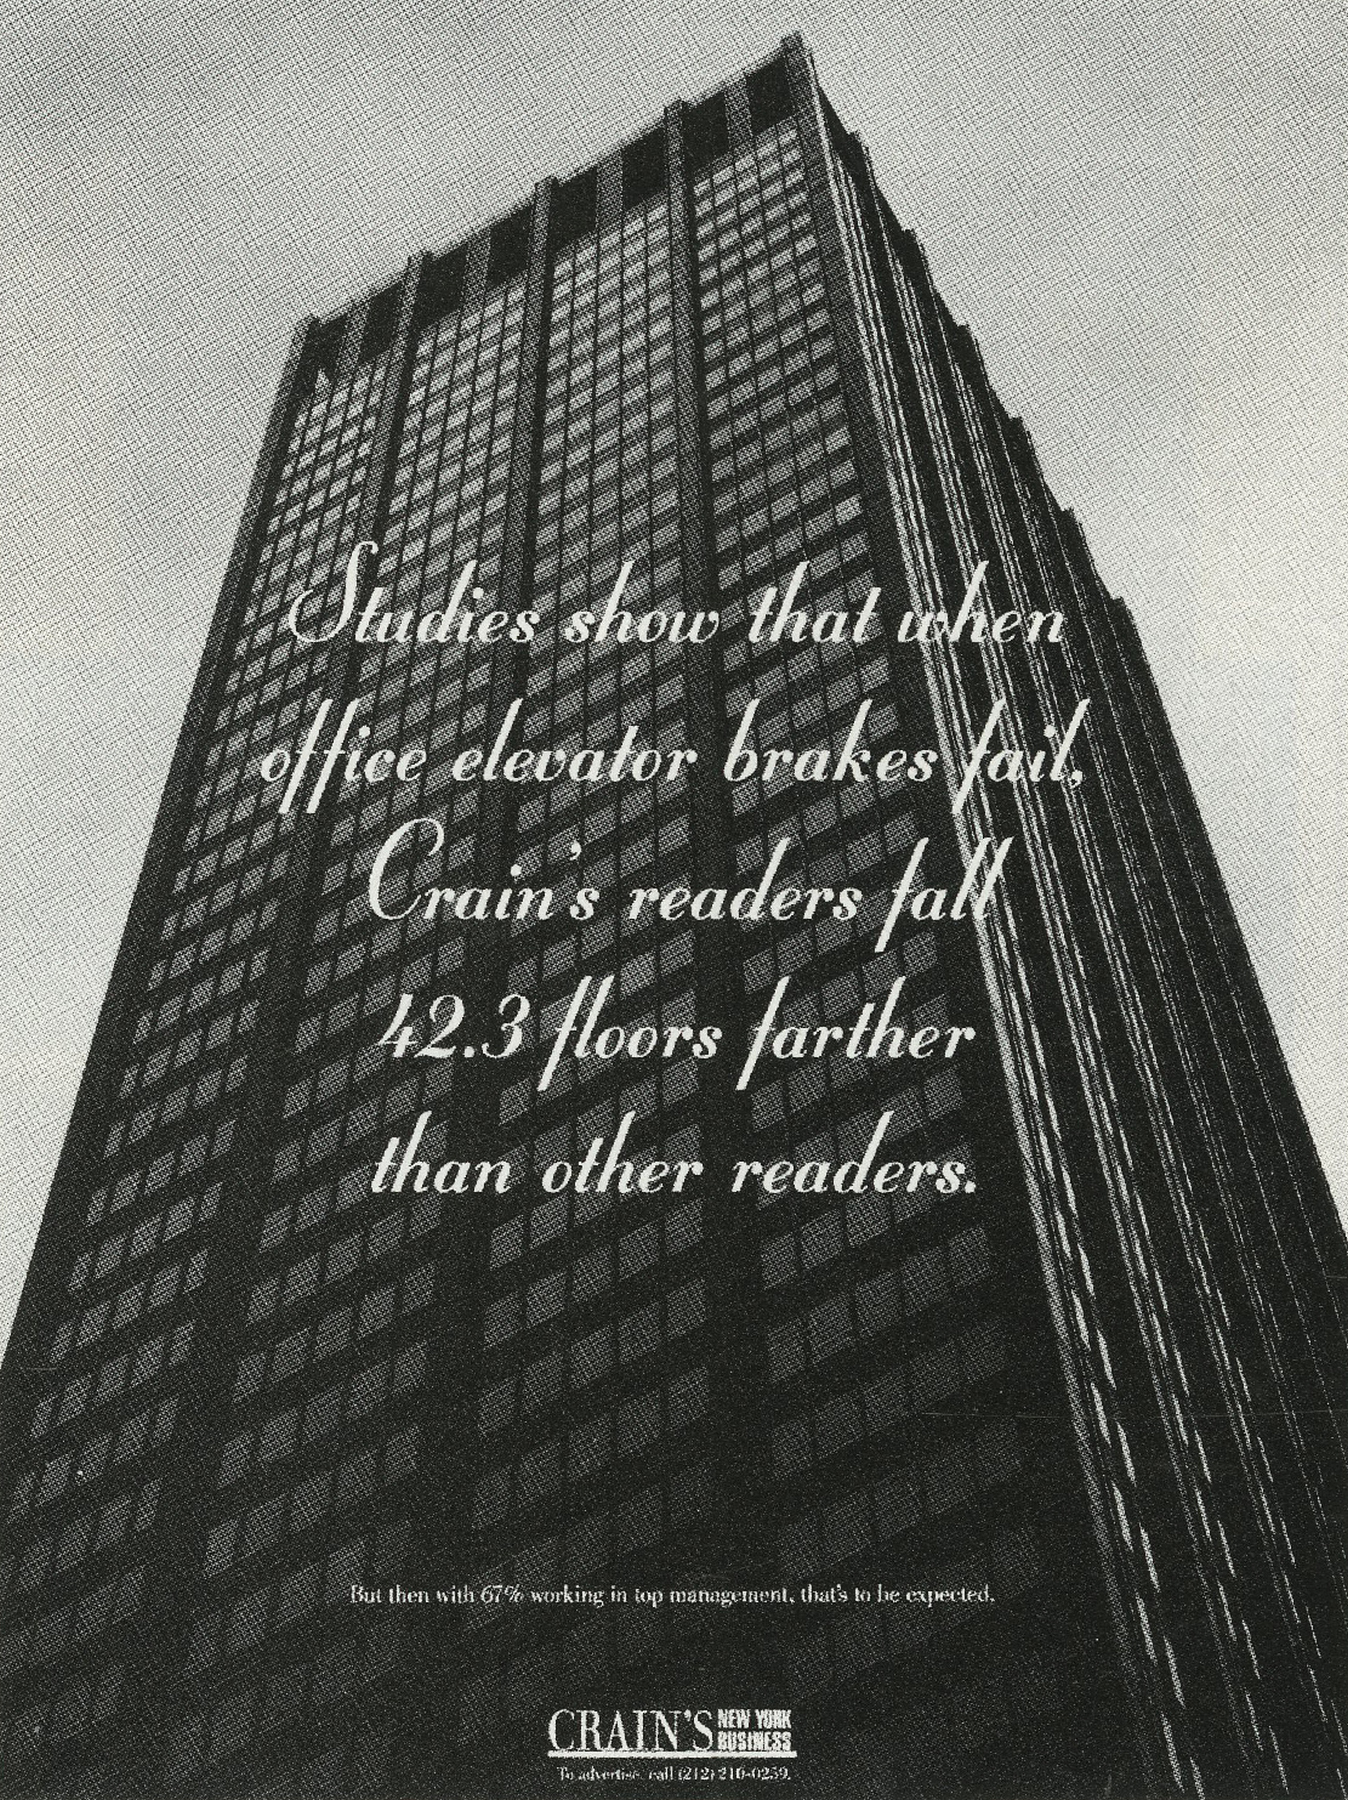 Studies show that when
office elevator brakes fail,
Crain's readers fall
42.3 floors farther
than other readers.
But then with 67% working in top management, that's to be expected.
CRAIN'S NEW YORK
BUSINESS
To advertise, call (212) 210-0259.